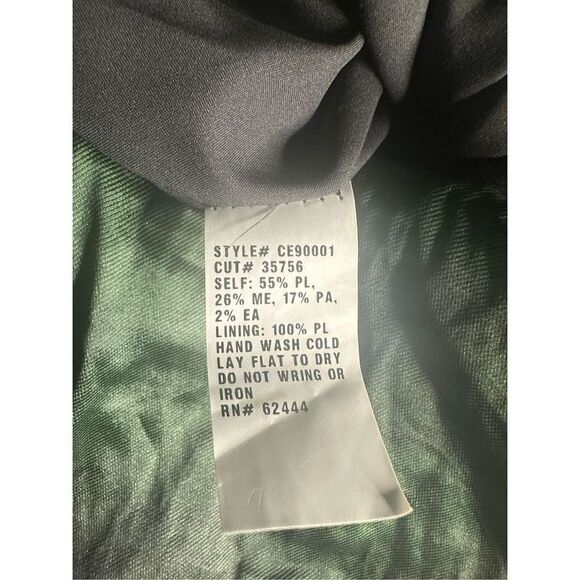 STYLE# CE90001
CUT# 35756
SELF: 55% PL,
26% ME, 17% PA,
2% EA
LINING: 100% PL
HAND WASH COLD
LAY FLAT TO DRY
DO NOT WRING OR
IRON
RN# 62444